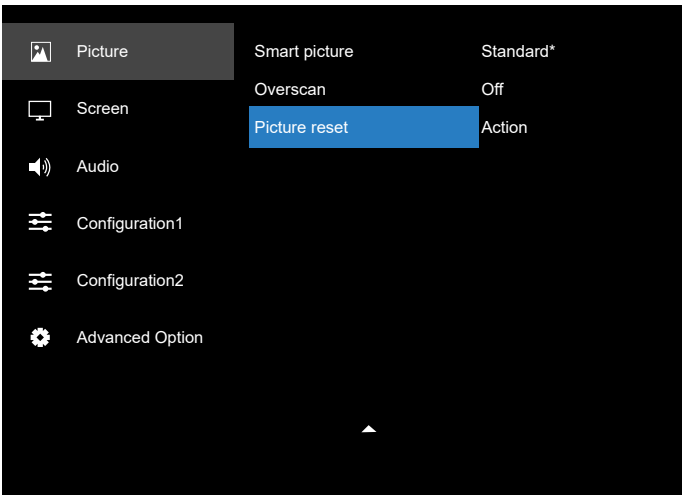 Picture
Screen
Audio
Configuration1
Configuration2
Advanced Option
Smart picture Standard*
Overscan Off
Picture reset Action